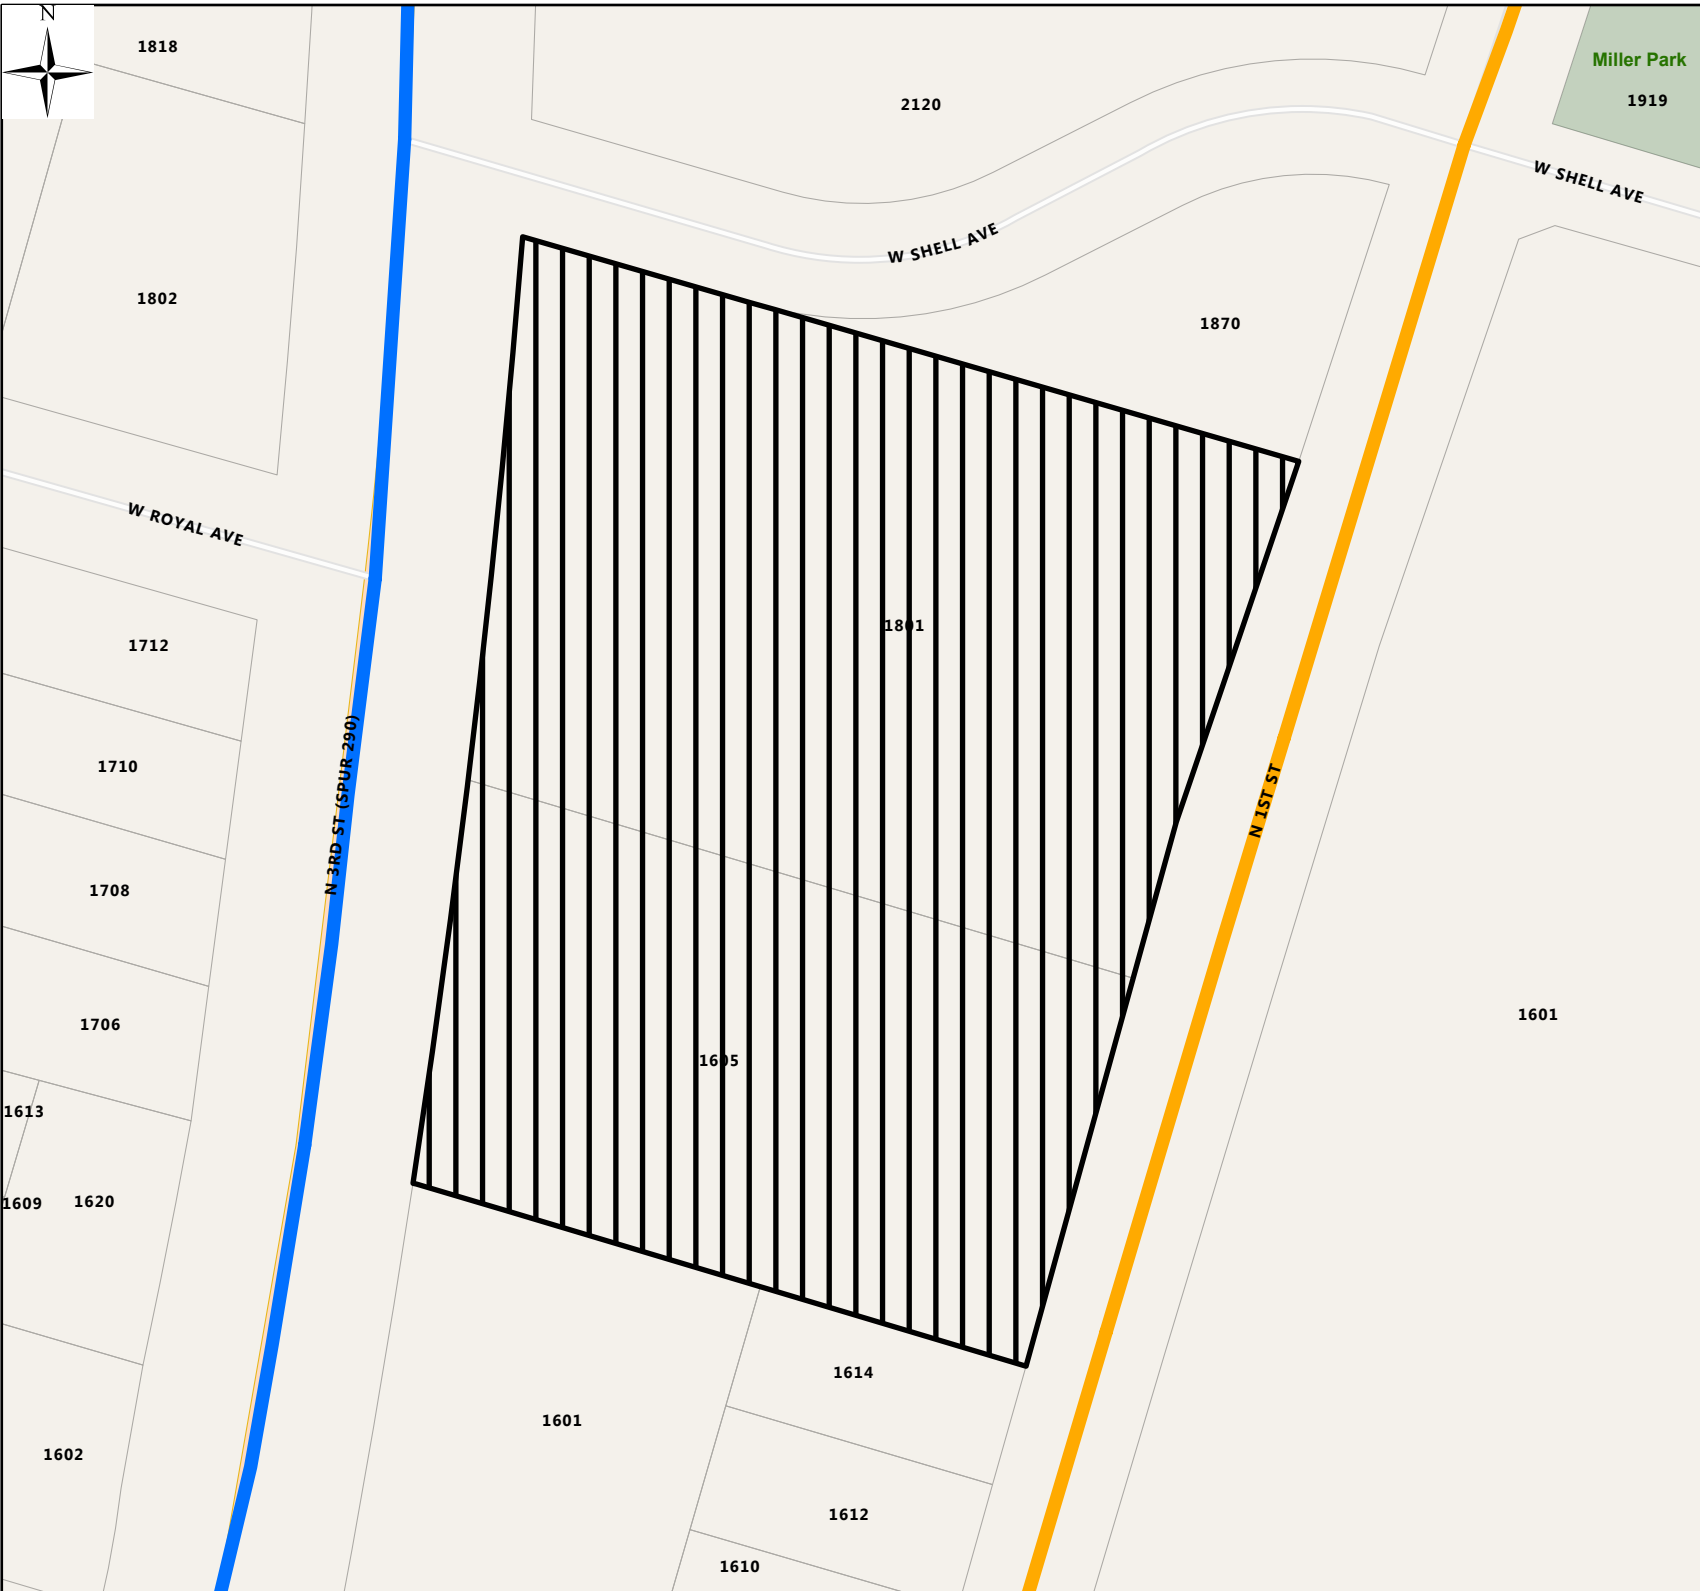 N
1818
Miller Park
1919
2120
W SHELL AVE
W SHELL AVE
1802
1870
W ROYAL AVE
1801
1712
1710
N 3RD ST (SPUR 290)
N 1ST ST
1708
1706
1601
1605
1613
1609
1620
1614
1601
1602
1612
1610